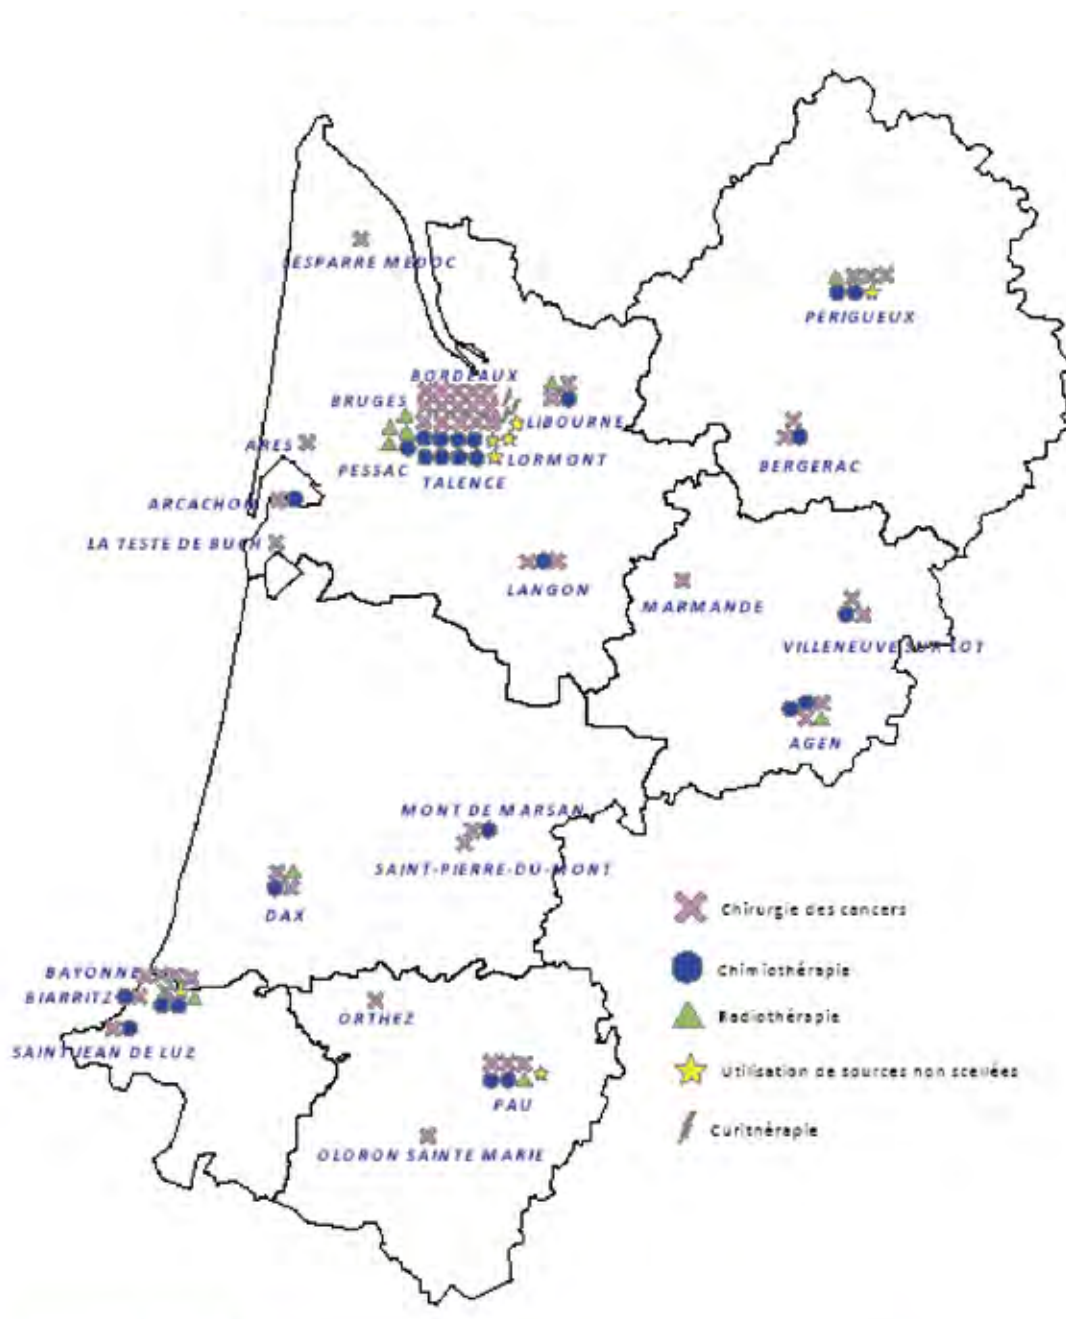 LESPARRE MEDOC
PÉRIGUEUX
BORDEAUX
BRUGES
LIBOURNE
ARES
PESSAC
LORMONT
BERGERAC
TALENCE
ARCACHON
LA TESTE DE BUCH
LANGON
MARMANDE
VILLENEUVE SUR LOT
AGEN
MONT DE MARSAN
SAINT-PIERRE-DU-MONT
DAX
Chirurgie des cancers
BAYONNE
Chimiothérapie
BIARRITZ
ORTHEZ
Radiothérapie
SAINT JEAN DE LUZ
Utilisation de sources non scellées
PAU
Curithérapie
OLORON SAINTE MARIE